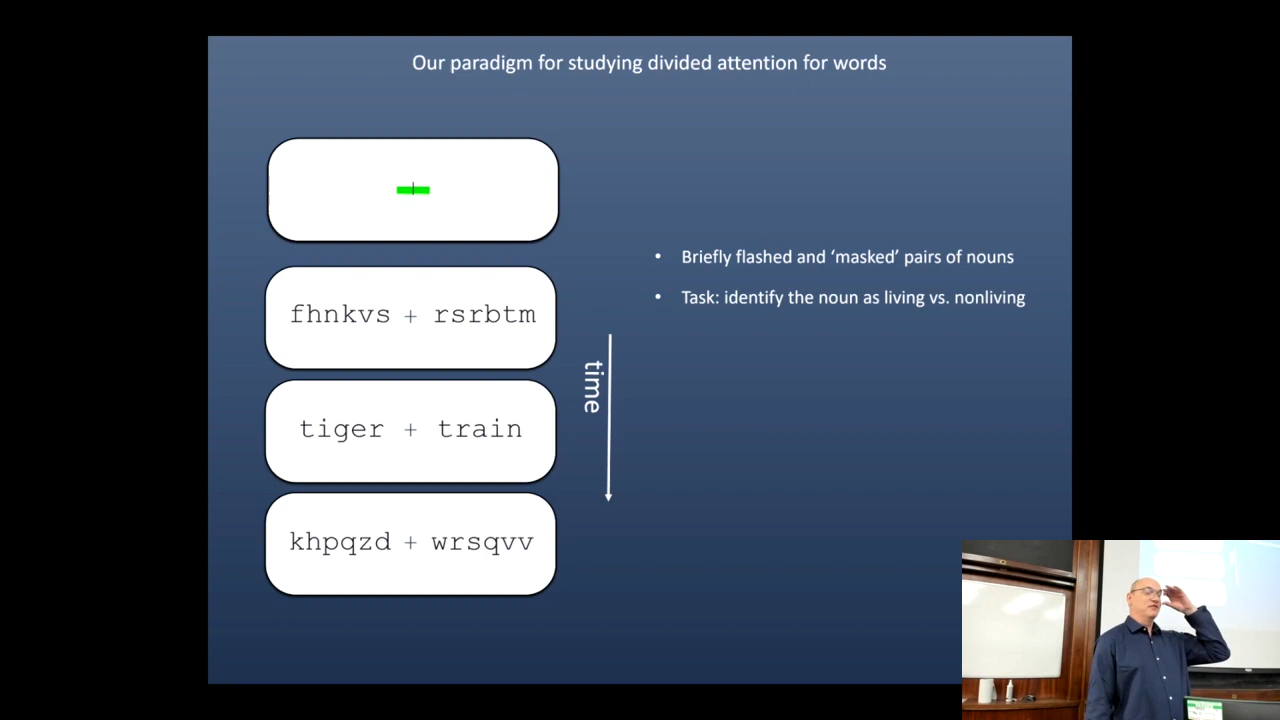 Our paradigm for studying divided attention for words
fhnkvs + rsrbtm
tiger + train
khpqzd + wrsqvv
time
• Briefly flashed and ‘masked’ pairs of nouns
• Task: identify the noun as living vs. nonliving